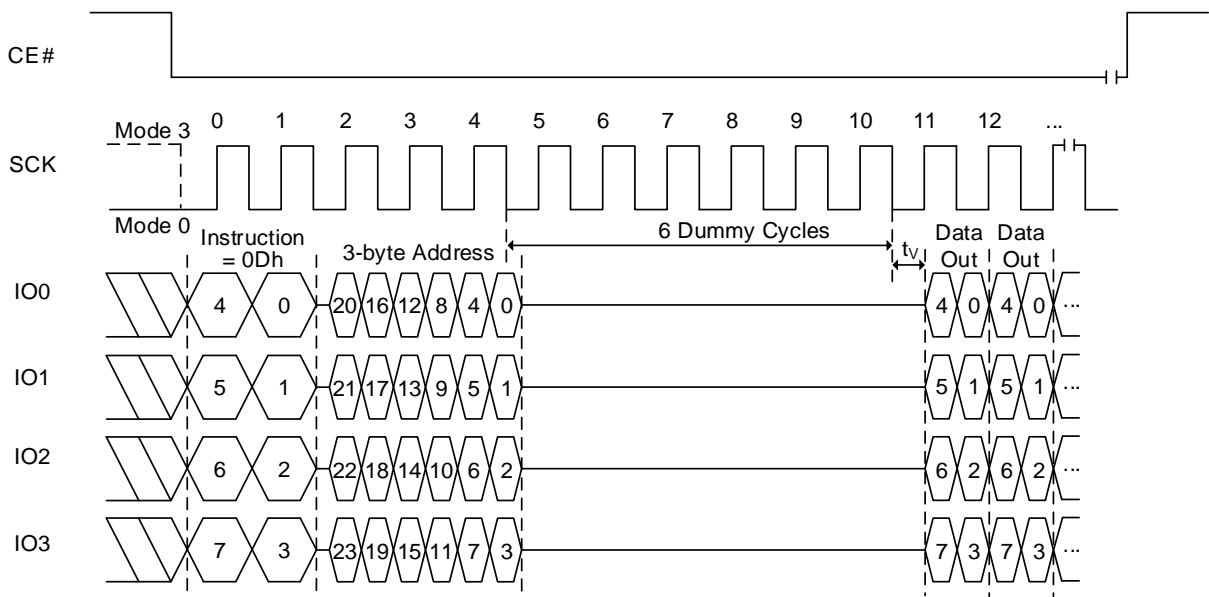 CE#
0 1 2 3 4 5 6 7 8 9 10 11 12 ...
Mode 3
SCK
Mode 0
Instruction
= 0Dh
3-byte Address
6 Dummy Cycles
tV
Data
Out
Data
Out
IO0 4 0 20 16 12 8 4 0 4 0 4 0 ...
IO1 5 1 21 17 13 9 5 1 5 1 5 1 ...
IO2 6 2 22 18 14 10 6 2 6 2 6 2 ...
IO3 7 3 23 19 15 11 7 3 7 3 7 3 ...